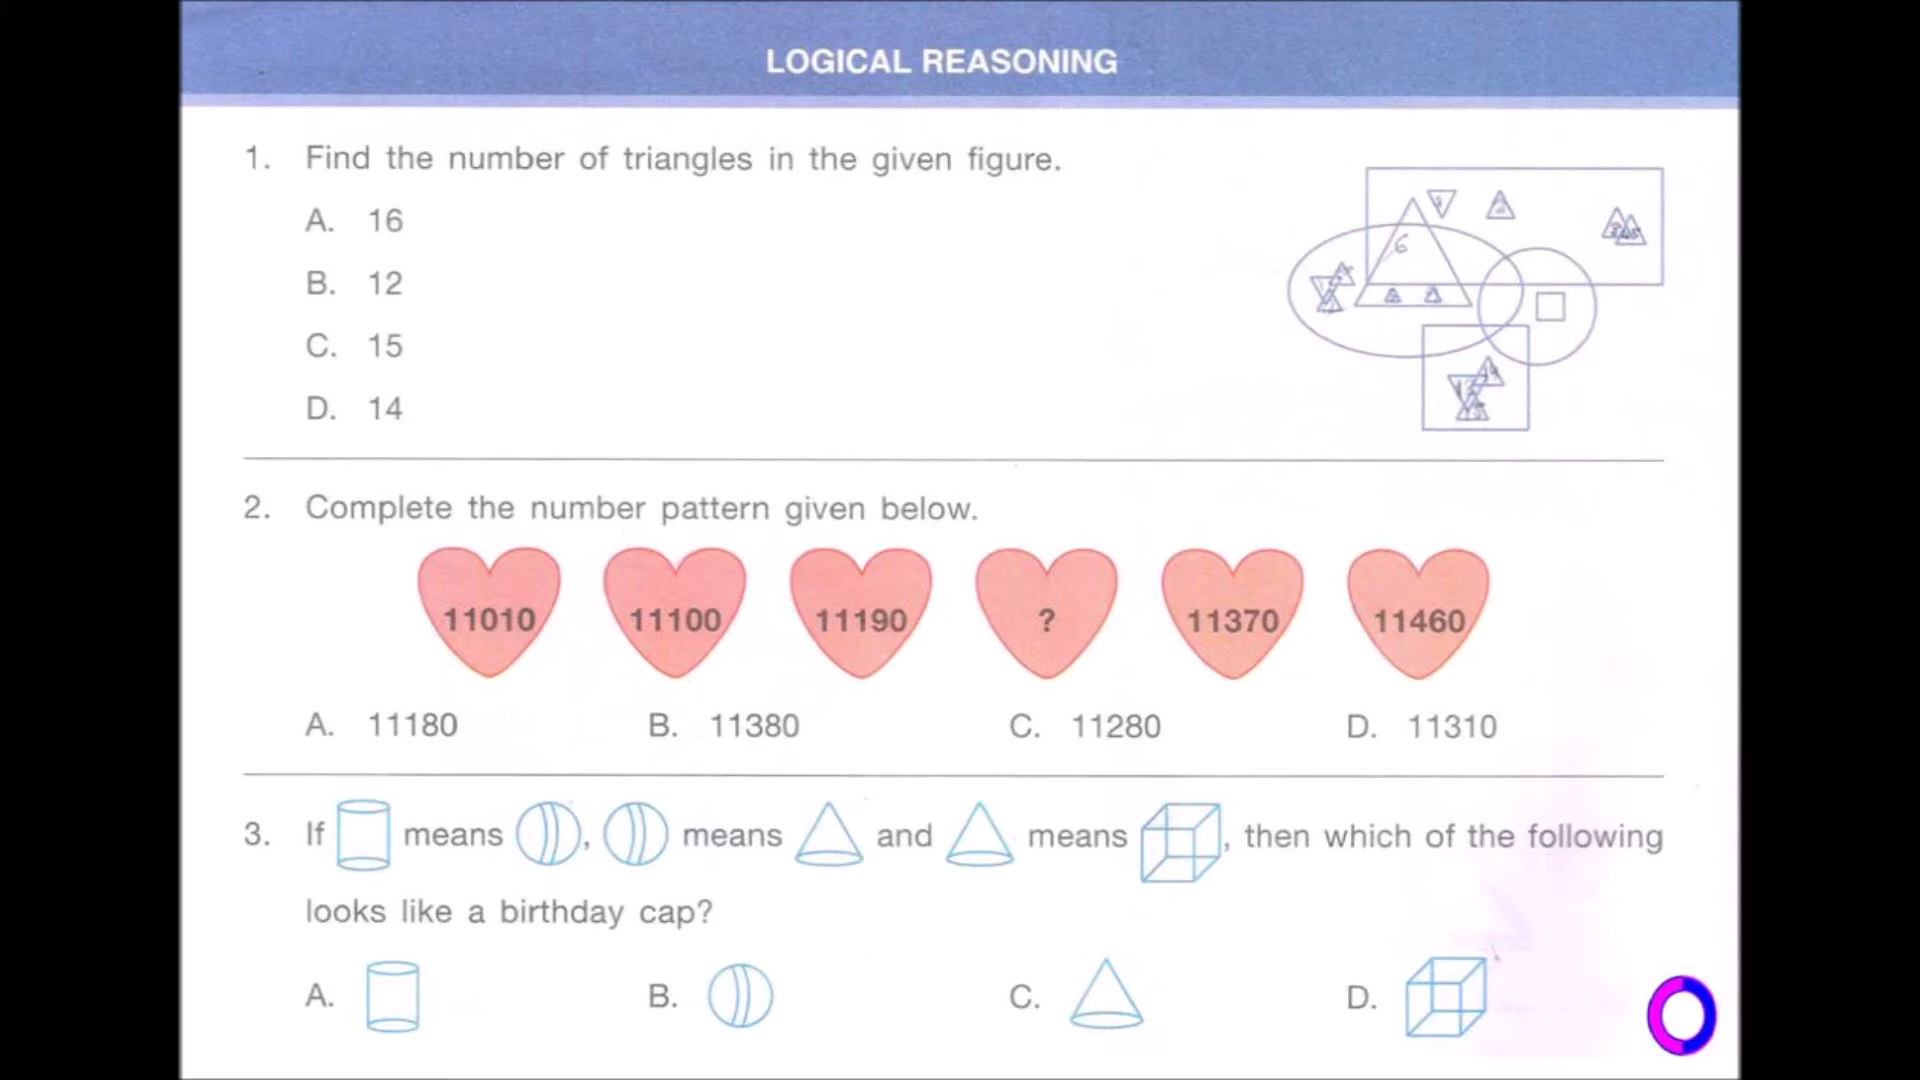 LOGICAL REASONING
1. Find the number of triangles in the given figure.
A. 16
B. 12
C. 15
D. 14
6
2. Complete the number pattern given below.
11010 11100 11190 ? 11370 11460
A. 11180 B. 11380 C. 11280 D. 11310
3. If means , means and means , then which of the following
looks like a birthday cap?
A. B. C. D.